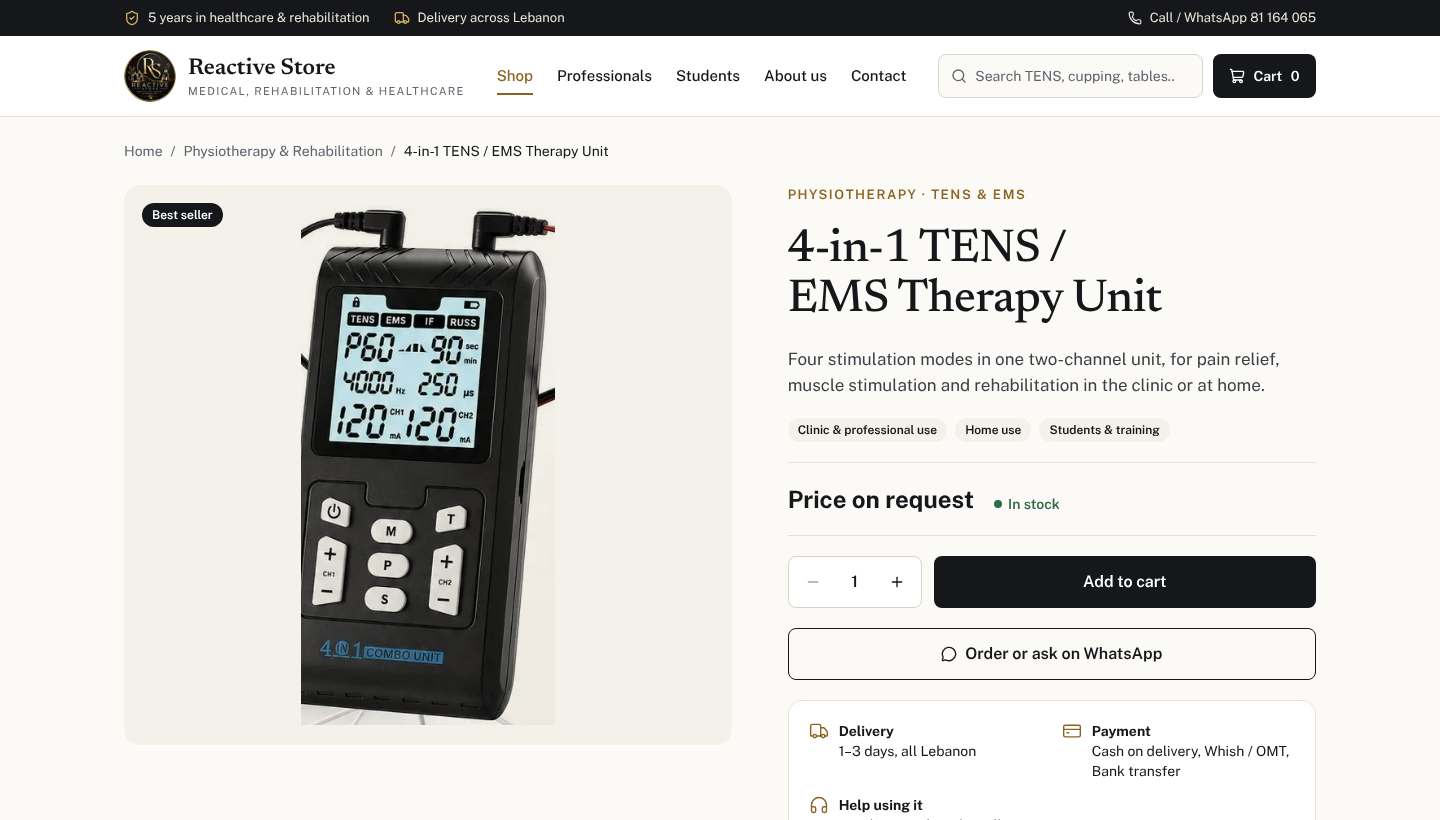 5 years in healthcare & rehabilitation
Delivery across Lebanon
Call / WhatsApp 81 164 065
RS
REACTIVE
Reactive Store
MEDICAL, REHABILITATION & HEALTHCARE
Shop
Professionals
Students
About us
Contact
Search TENS, cupping, tables..
Cart 0
Home / Physiotherapy & Rehabilitation / 4-in-1 TENS / EMS Therapy Unit
Best seller
TENS EMS IF RUSS
P60 90 sec min
4000 Hz 250 µs
120 CH1 mA 120 CH2 mA
M
T
P
S
+
CH1
−
+
CH2
−
4 IN 1 COMBO UNIT
PHYSIOTHERAPY · TENS & EMS
4-in-1 TENS /
EMS Therapy Unit
Four stimulation modes in one two-channel unit, for pain relief,
muscle stimulation and rehabilitation in the clinic or at home.
Clinic & professional use
Home use
Students & training
Price on request
In stock
− 1 +
Add to cart
Order or ask on WhatsApp
Delivery
1–3 days, all Lebanon
Payment
Cash on delivery, Whish / OMT,
Bank transfer
Help using it